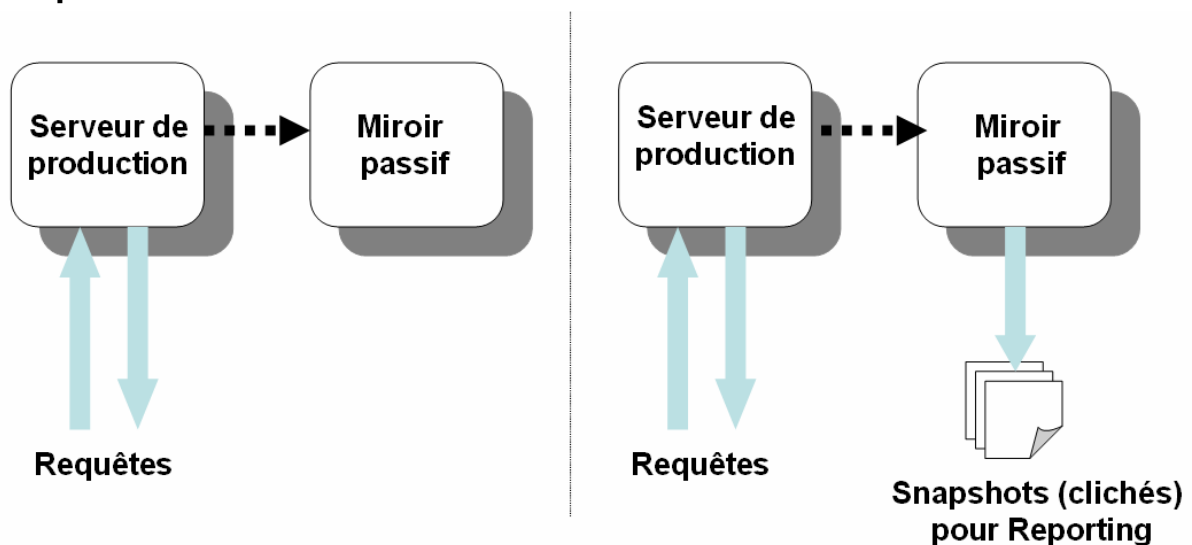 Serveur de
production
Miroir
passif
Requêtes
Serveur de
production
Miroir
passif
Requêtes
Snapshots (clichés)
pour Reporting